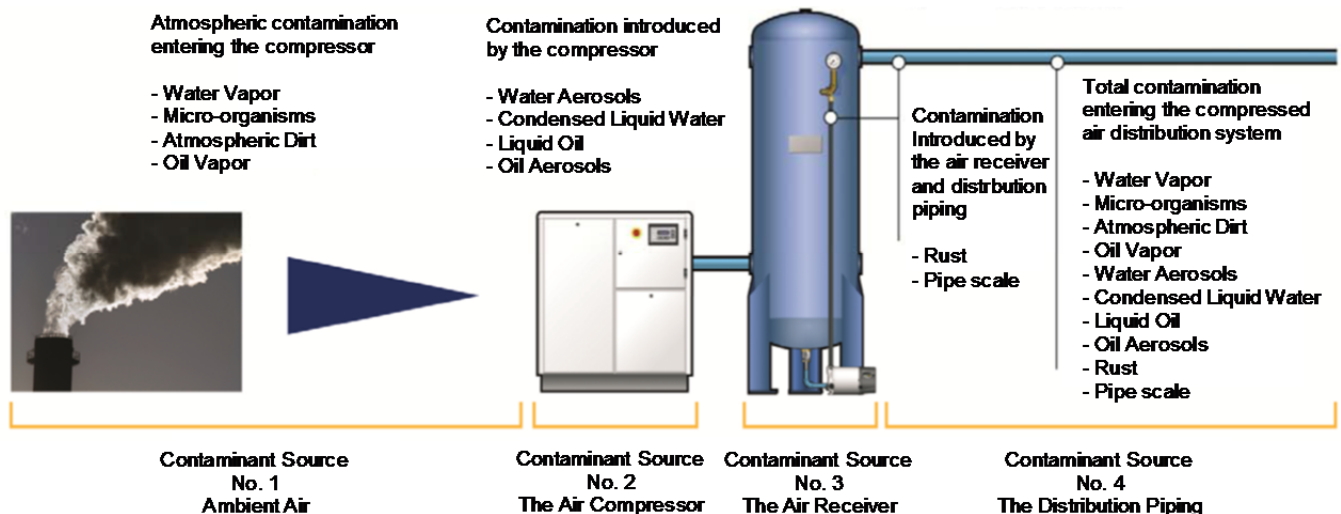 Atmospheric contamination
entering the compressor
- Water Vapor
- Micro-organisms
- Atmospheric Dirt
- Oil Vapor
Contamination introduced
by the compressor
- Water Aerosols
- Condensed Liquid Water
- Liquid Oil
- Oil Aerosols
Contamination
Introduced by
the air receiver
and distrbution
piping
- Rust
- Pipe scale
Total contamination
entering the compressed
air distribution system
- Water Vapor
- Micro-organisms
- Atmospheric Dirt
- Oil Vapor
- Water Aerosols
- Condensed Liquid Water
- Liquid Oil
- Oil Aerosols
- Rust
- Pipe scale
Contaminant Source
No. 1
Ambient Air
Contaminant Source
No. 2
The Air Compressor
Contaminant Source
No. 3
The Air Receiver
Contaminant Source
No. 4
The Distribution Piping